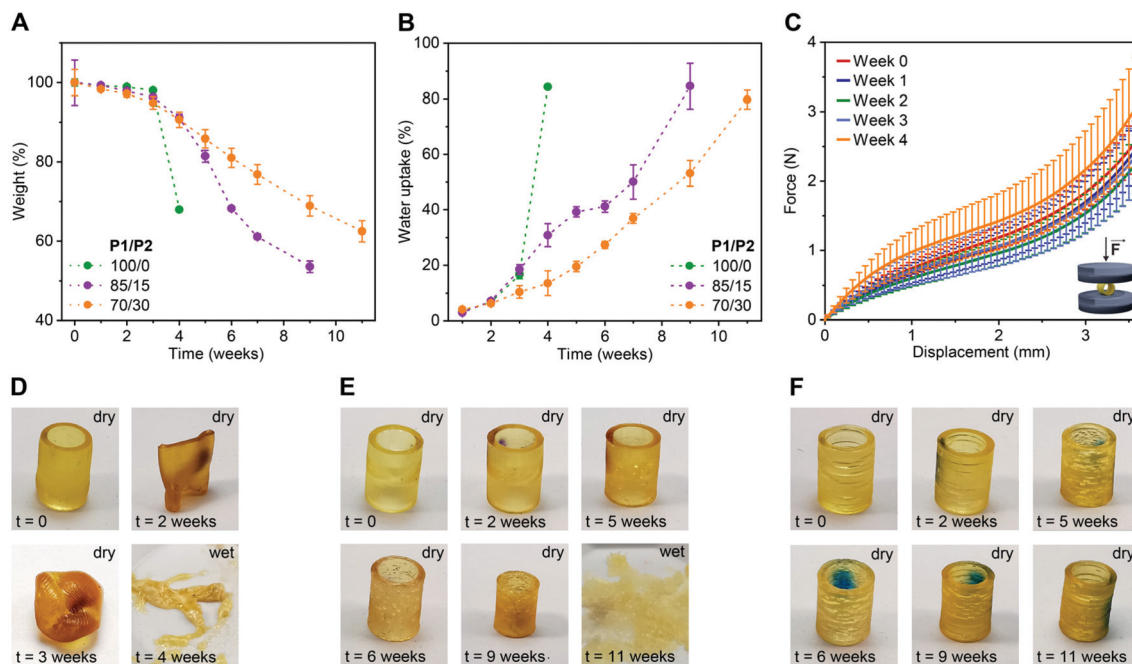 A
Weight (%)
100
80
60
40
0 2 4 6 8 10
Time (weeks)
P1/P2
100/0
85/15
70/30
B
Water uptake (%)
100
80
60
40
20
0
2 4 6 8 10
Time (weeks)
P1/P2
100/0
85/15
70/30
C
Force (N)
4
3
2
1
0
0 1 2 3
Displacement (mm)
Week 0
Week 1
Week 2
Week 3
Week 4
F
D
dry
t = 0
dry
t = 2 weeks
dry
t = 3 weeks
wet
t = 4 weeks
E
dry
t = 0
dry
t = 2 weeks
dry
t = 5 weeks
dry
t = 6 weeks
dry
t = 9 weeks
wet
t = 11 weeks
F
dry
t = 0
dry
t = 2 weeks
dry
t = 5 weeks
dry
t = 6 weeks
dry
t = 9 weeks
dry
t = 11 weeks